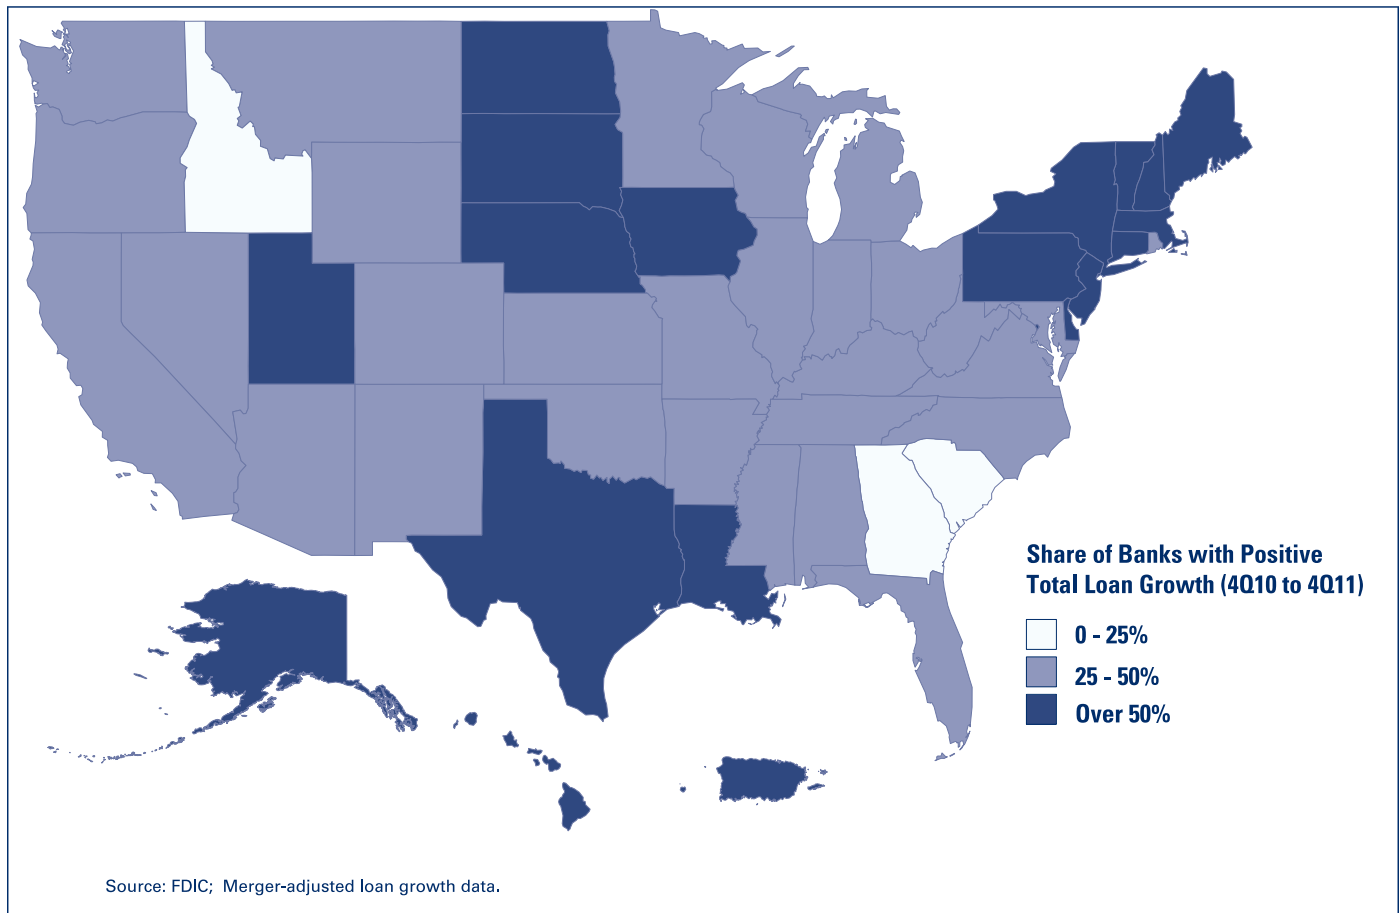 Share of Banks with Positive
Total Loan Growth (4Q10 to 4Q11)
0 - 25%
25 - 50%
Over 50%
Source: FDIC; Merger-adjusted loan growth data.